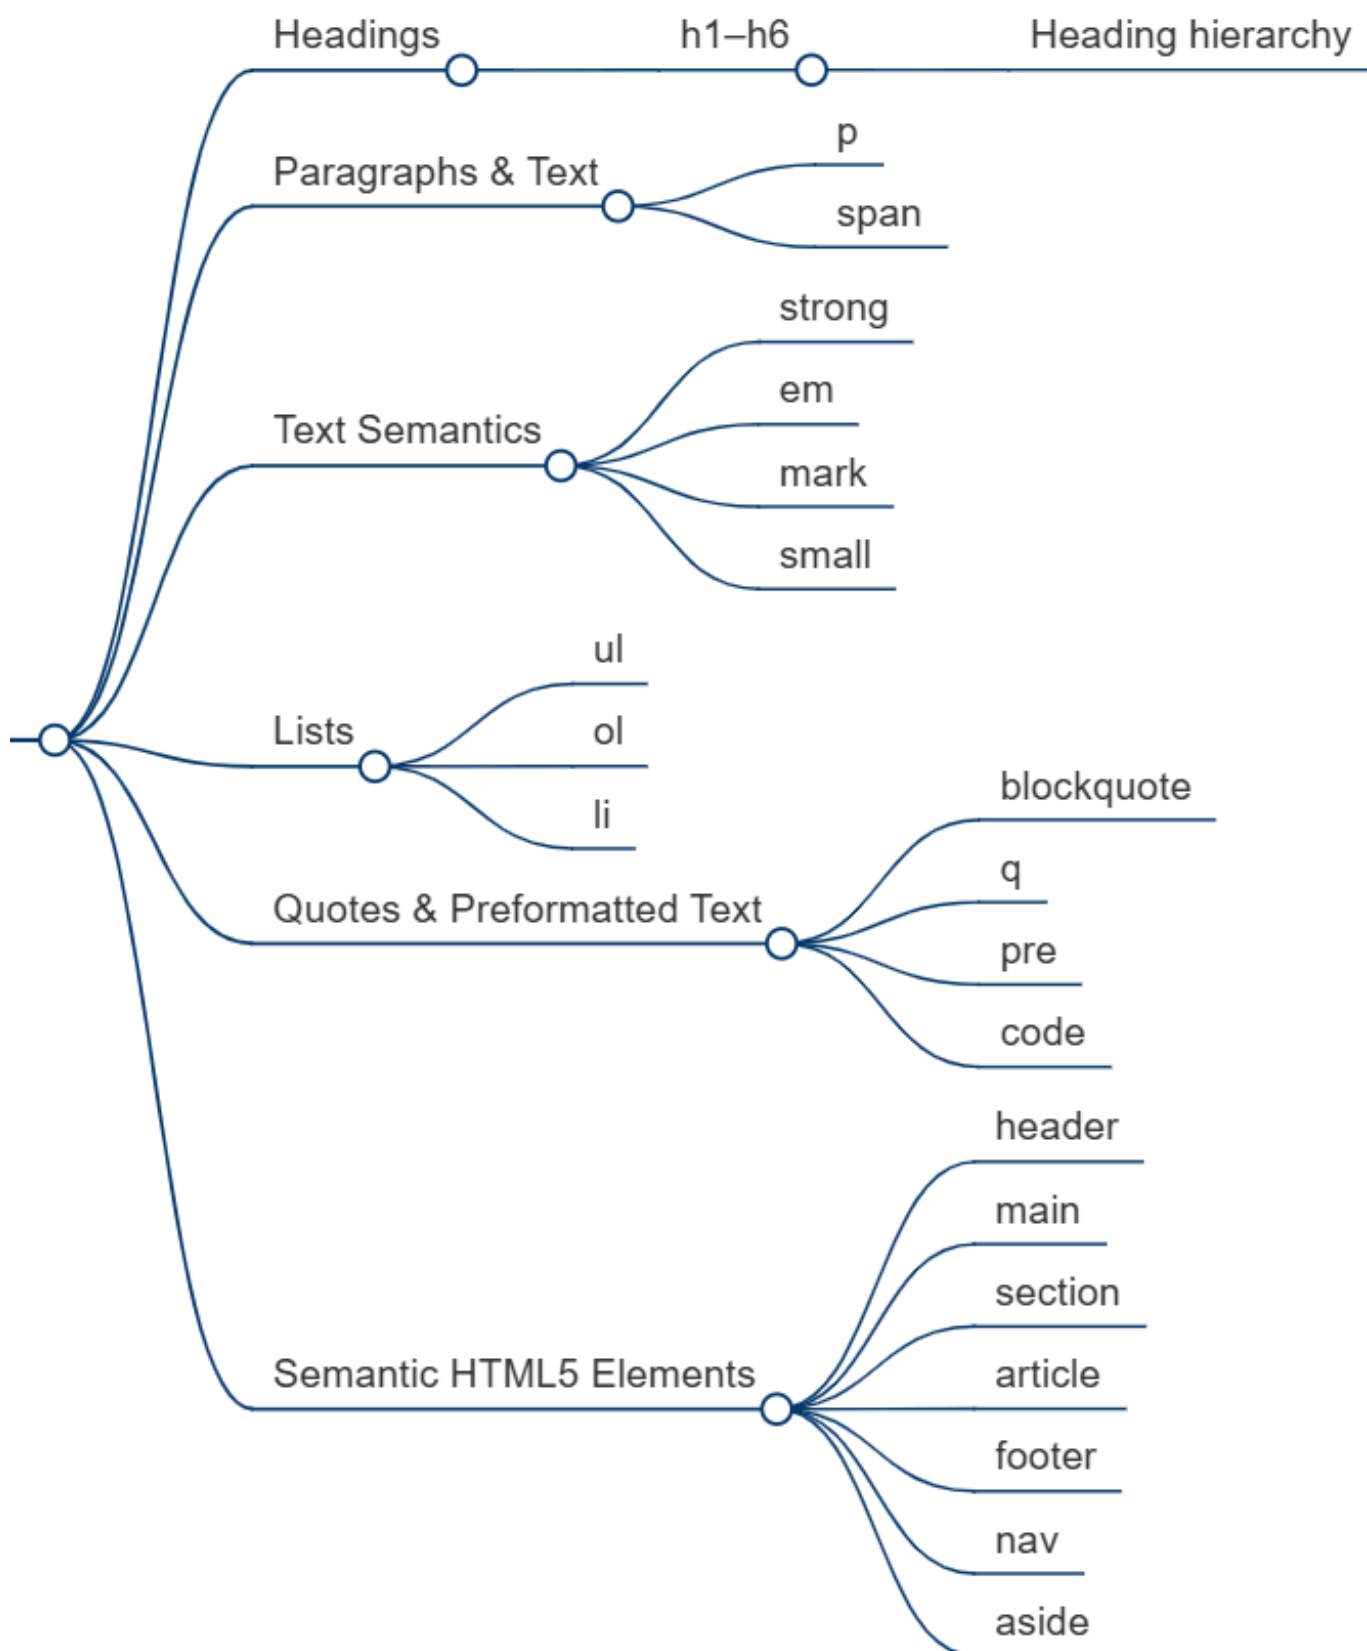 Headings
h1–h6
Heading hierarchy
Paragraphs & Text
p
span
Text Semantics
strong
em
mark
small
Lists
ul
ol
li
Quotes & Preformatted Text
blockquote
q
pre
code
Semantic HTML5 Elements
header
main
section
article
footer
nav
aside